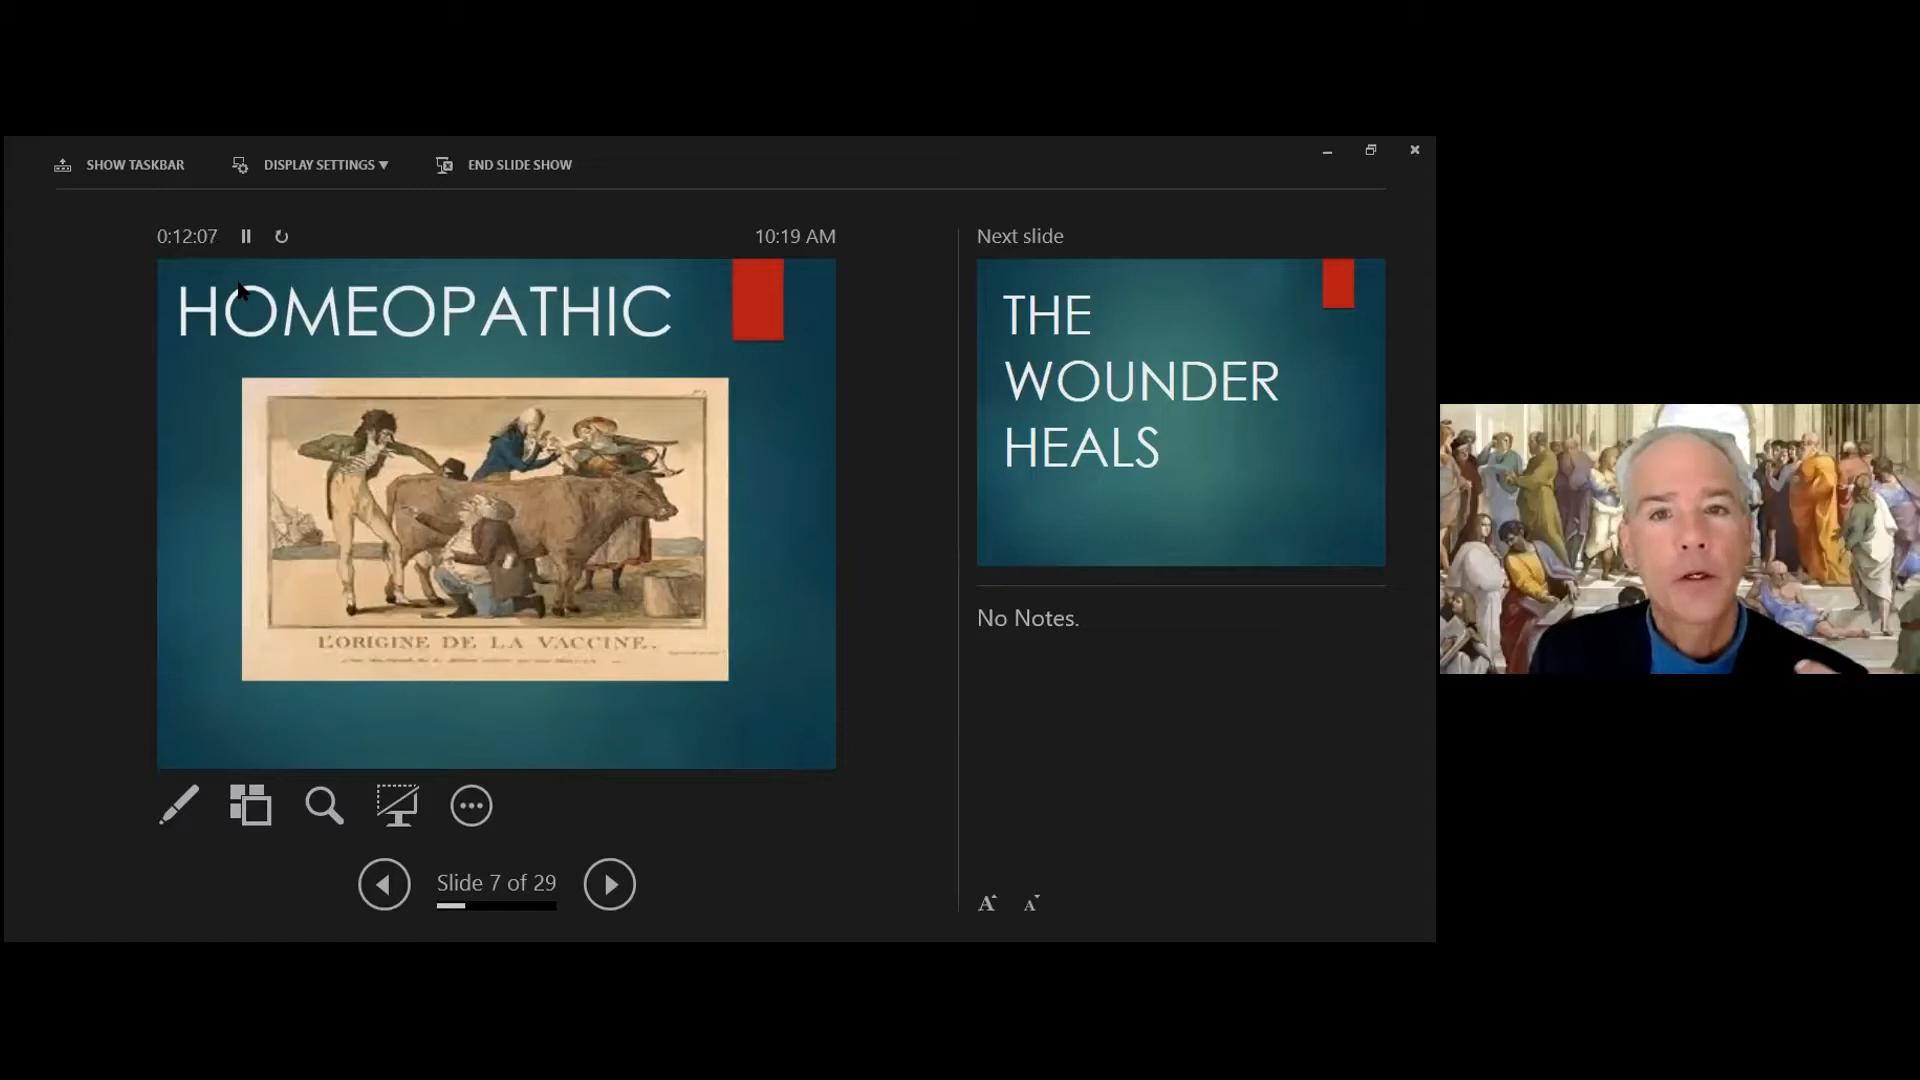 SHOW TASKBAR
DISPLAY SETTINGS ▼
END SLIDE SHOW
0:12:07
10:19 AM
Next slide
HOMEOPATHIC
L'ORIGINE DE LA VACCINE.
THE
WOUNDER
HEALS
No Notes.
Slide 7 of 29
A
A